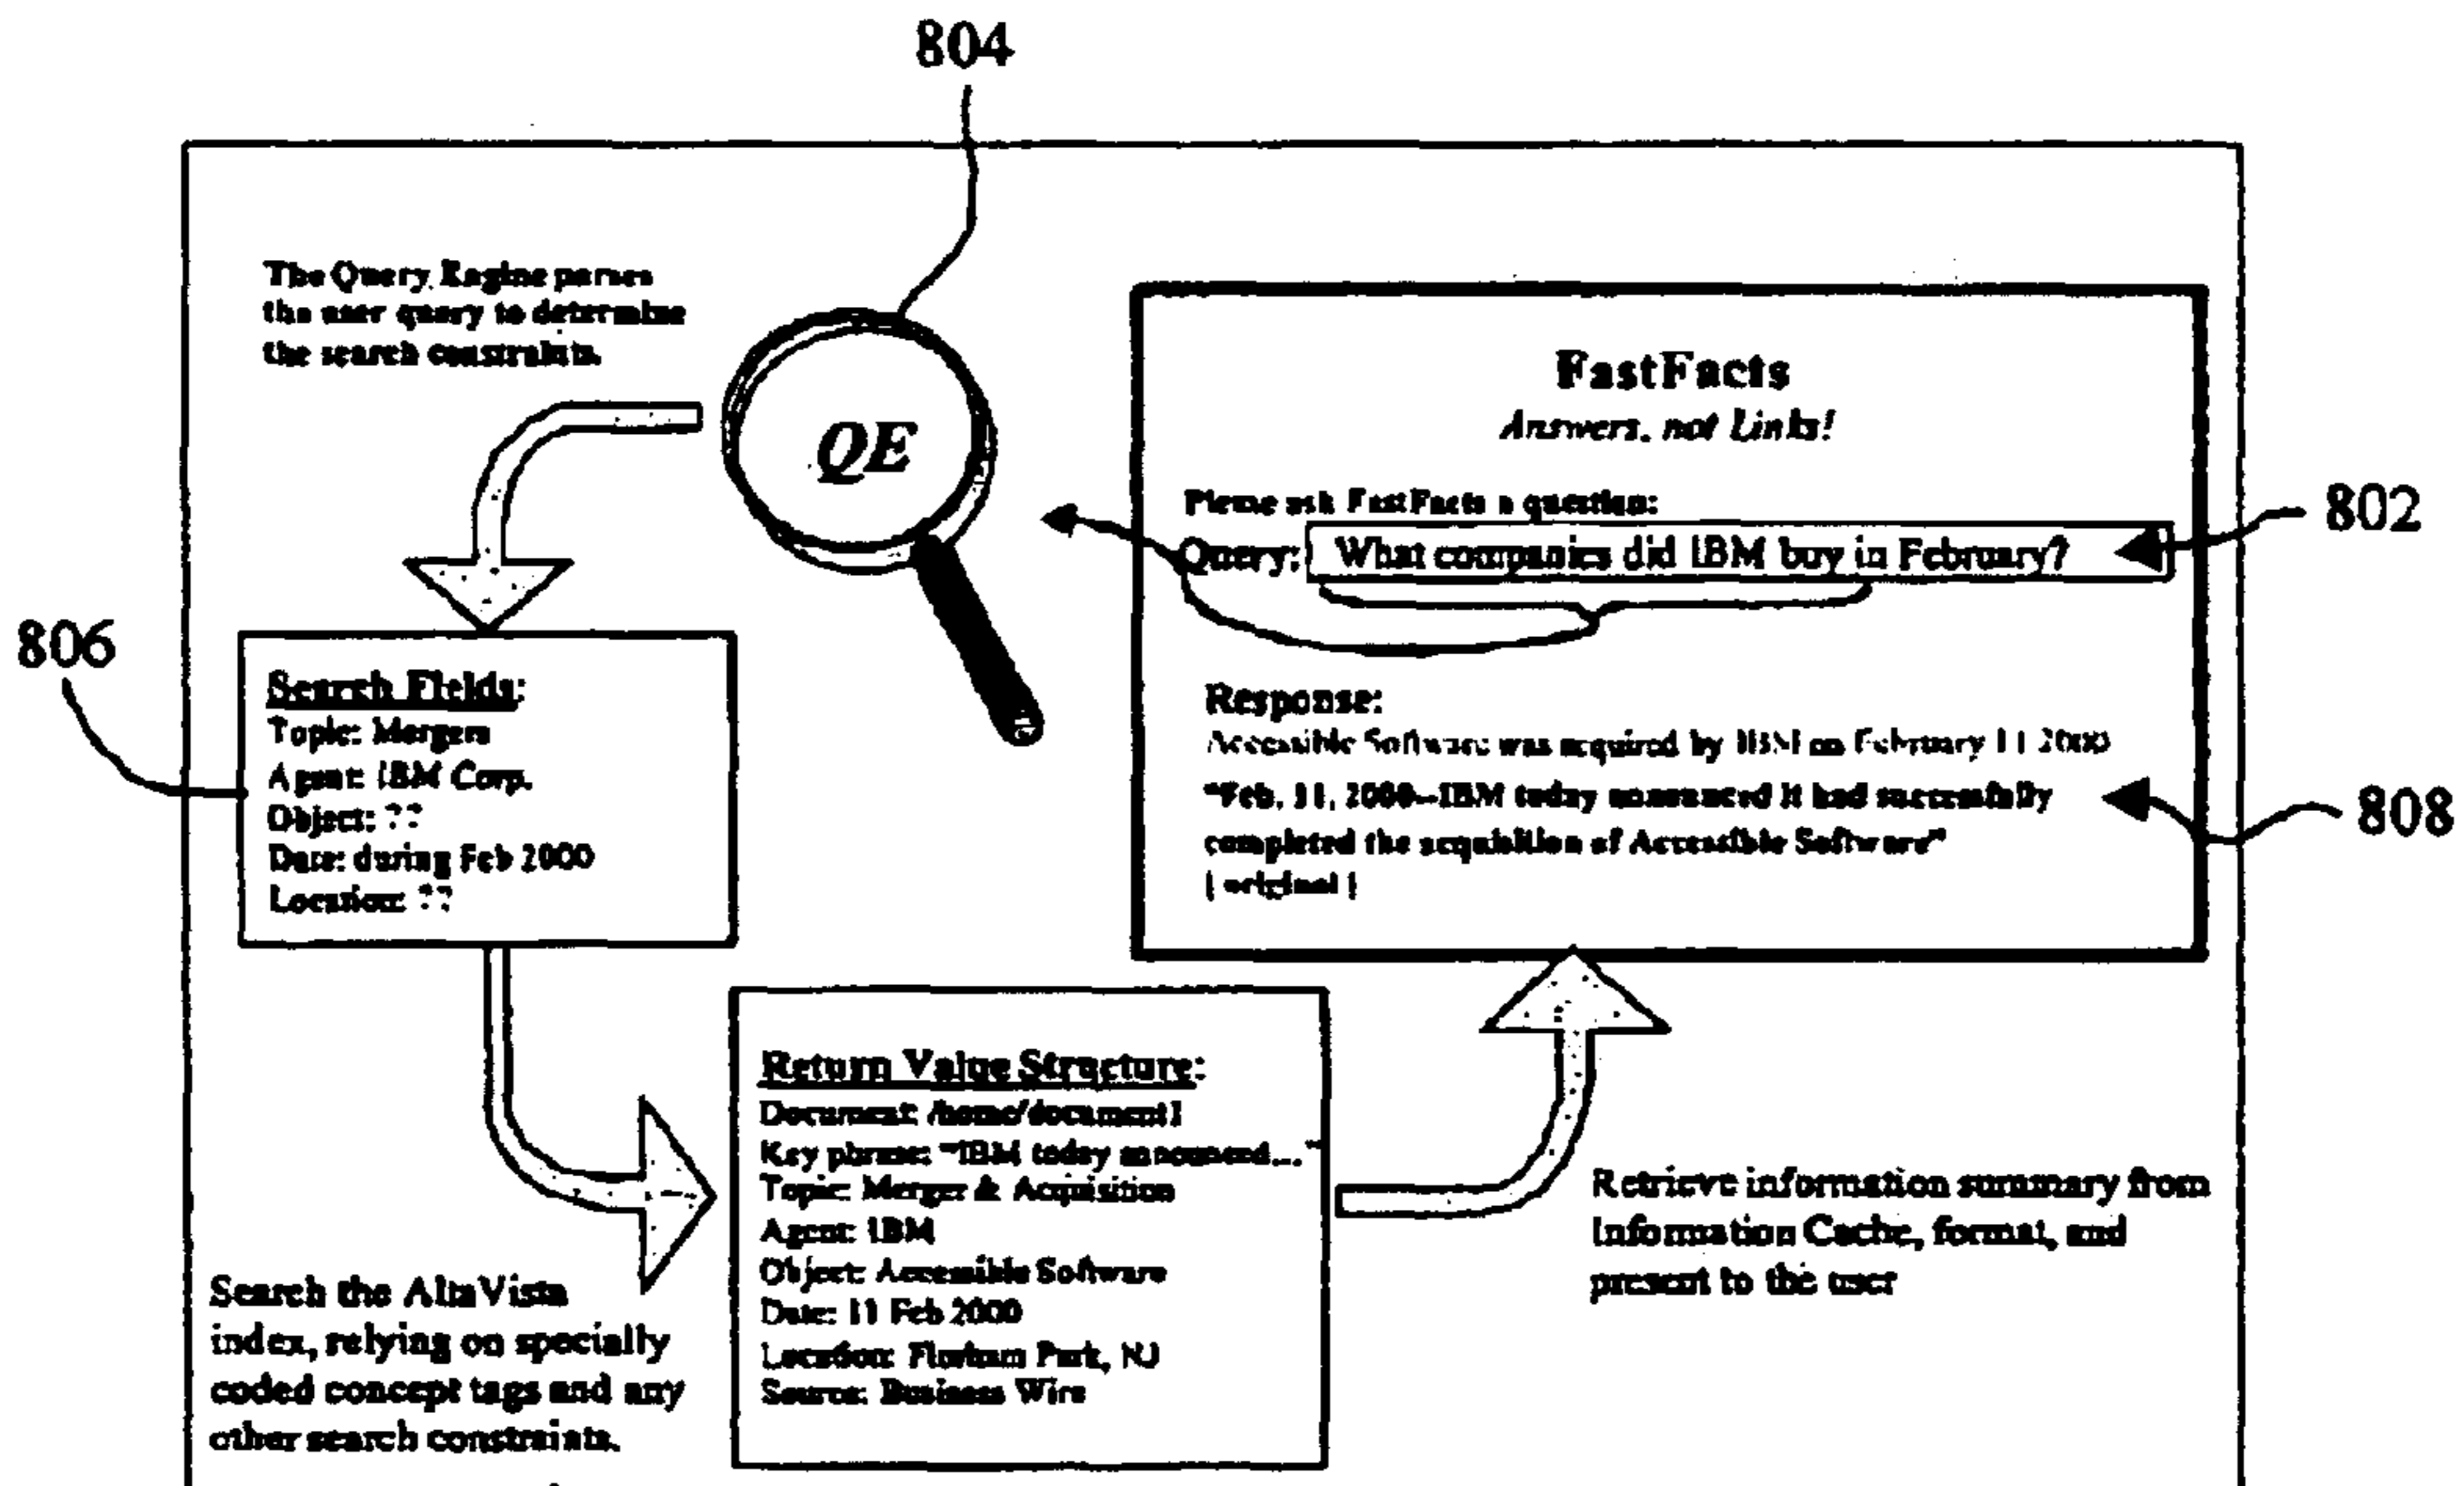 804
The Query Engine parses
the user query to determine
the search constraints.
QE
FastFacts
Answers, not Links!
Please ask FastFacts a question:
Query: What companies did IBM buy in February?
802
806
Search Fields:
Topic: Mergers
Agent: IBM Corp.
Object: ??
Date: during Feb 2000
Location: ??
Response:
Accessible Software was acquired by IBM on February 11 2000
"Feb. 11, 2000--IBM today announced it had successfully
completed the acquisition of Accessible Software"
[ original ]
808
Return Value Structure:
Document: /home/document1
Key phrase: "IBM today announced..."
Topic: Merger & Acquisition
Agent: IBM
Object: Accessible Software
Date: 11 Feb 2000
Location: Florham Park, NJ
Source: Business Wire
Search the AltaVista
index, relying on specially
coded concept tags and any
other search constraints.
Retrieve information summary from
Information Cache, format, and
present to the user